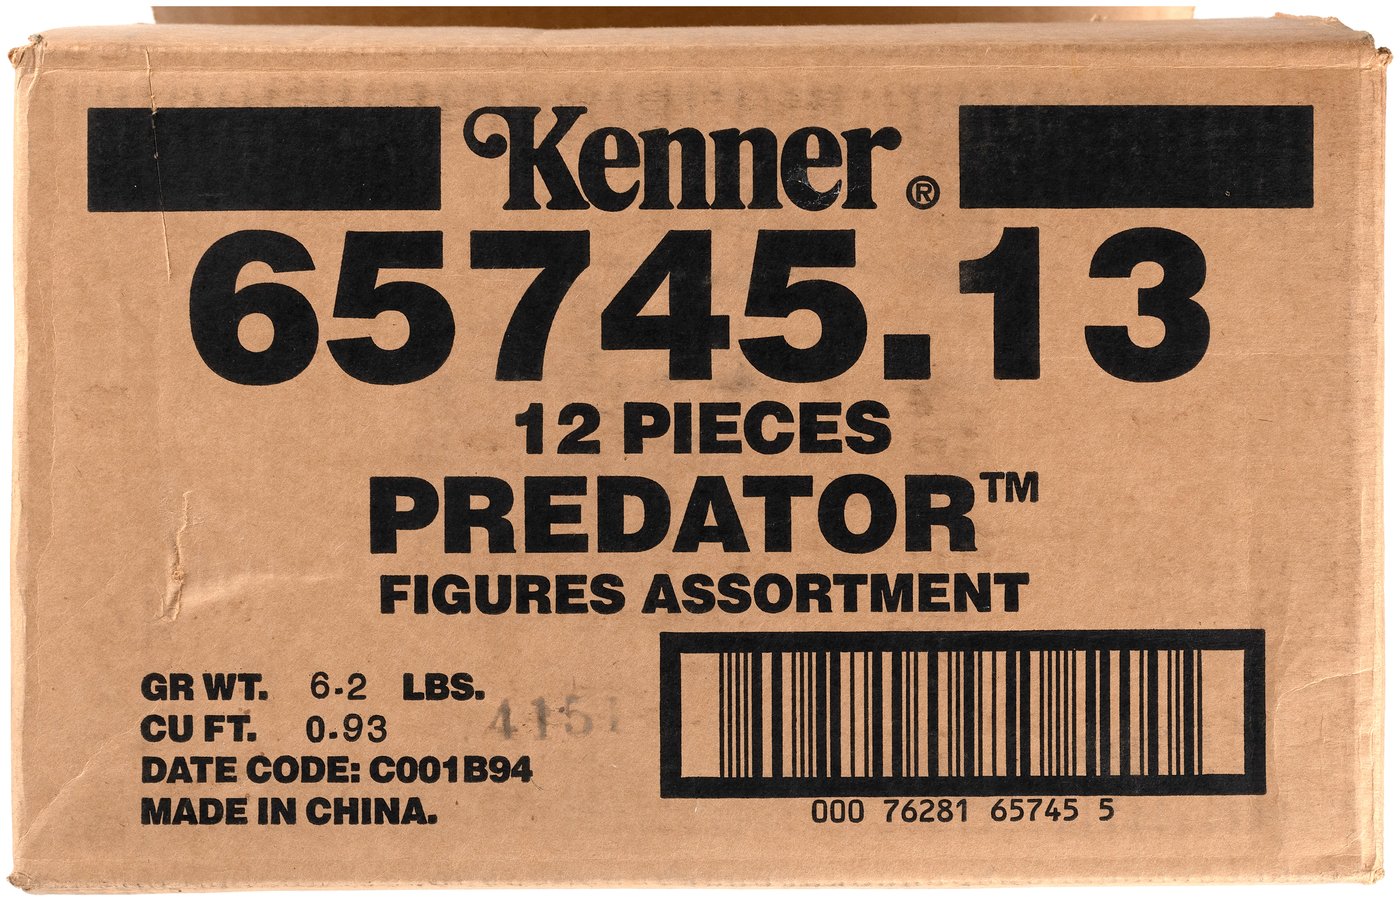 Kenner®
65745.13
12 PIECES
PREDATOR™
FIGURES ASSORTMENT
GR WT. 6.2 LBS.
CU FT. 0.93
4151
DATE CODE: C001B94
MADE IN CHINA.
000 76281 65745 5